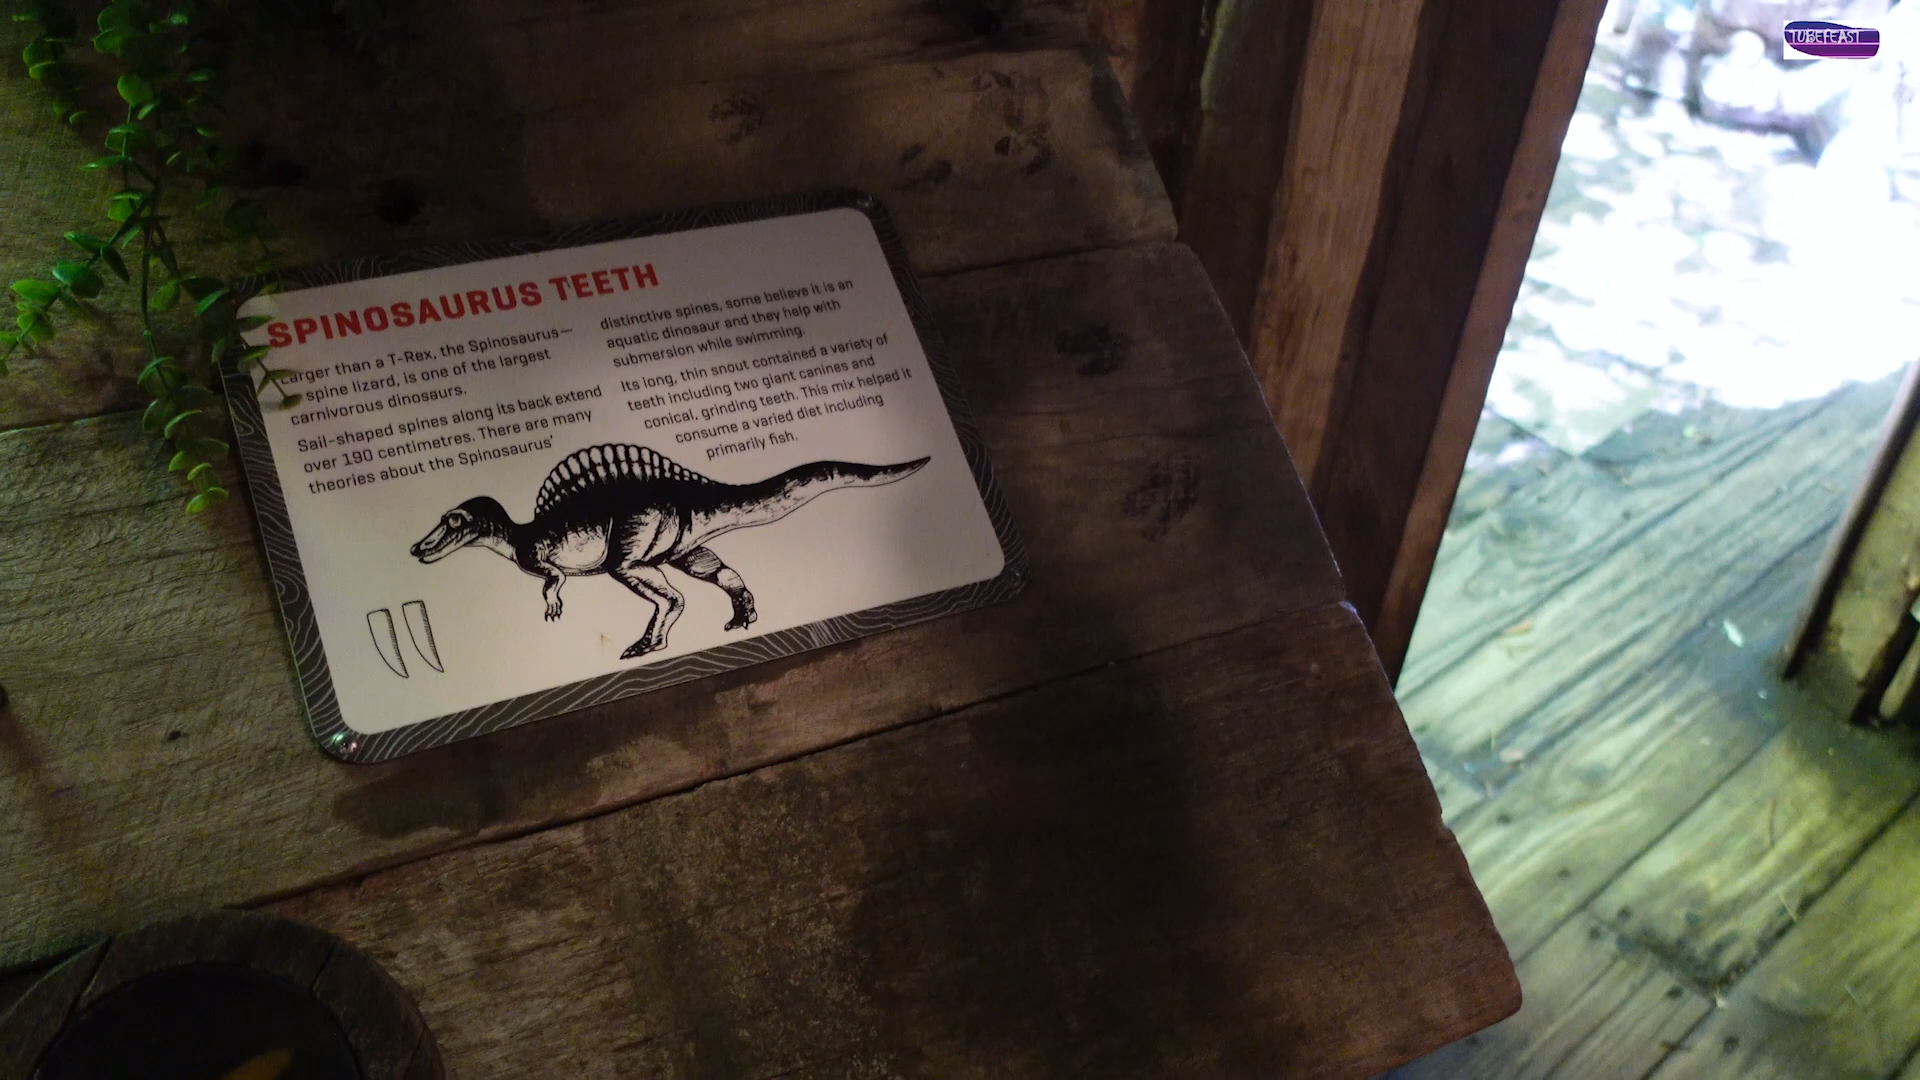 SPINOSAURUS TEETH
Larger than a T-Rex, the Spinosaurus—
spine lizard, is one of the largest
carnivorous dinosaurs.
Sail-shaped spines along its back extend
over 190 centimetres. There are many
theories about the Spinosaurus'
distinctive spines, some believe it is an
aquatic dinosaur and they help with
submersion while swimming.
Its long, thin snout contained a variety of
teeth including two giant canines and
conical, grinding teeth. This mix helped it
consume a varied diet including
primarily fish.
TUBEFEAST